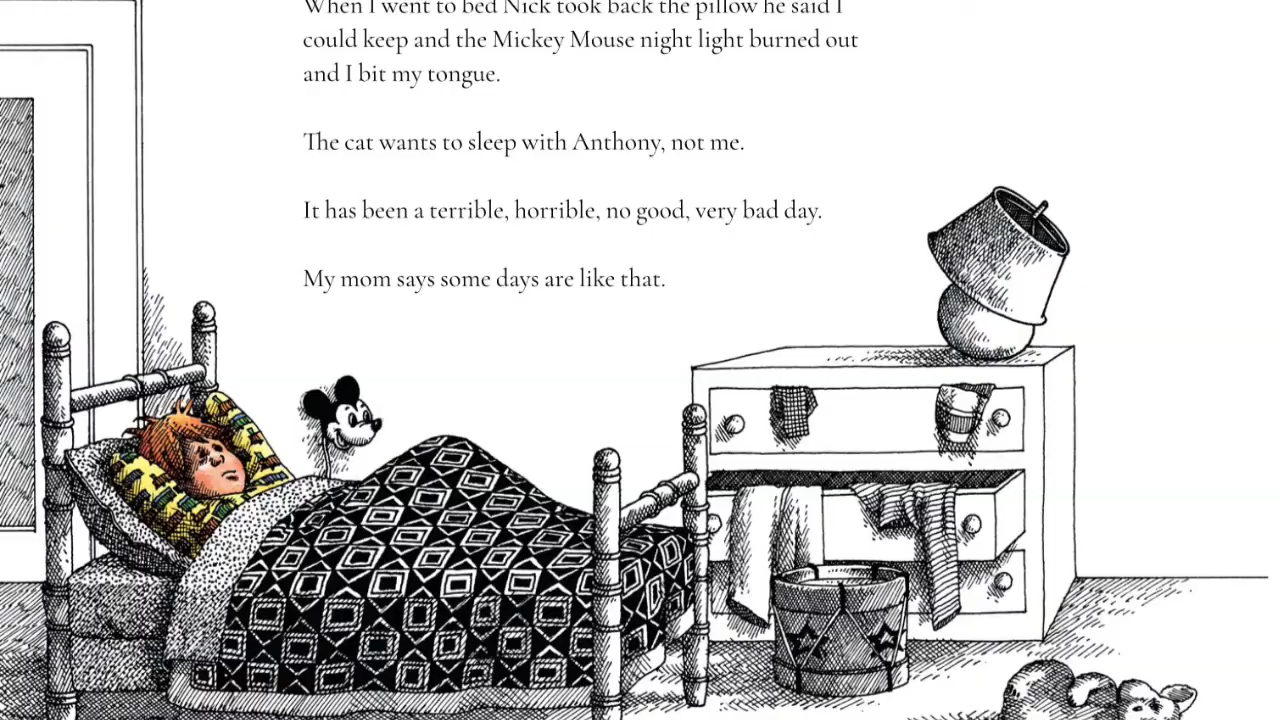 When I went to bed Nick took back the pillow he said I
could keep and the Mickey Mouse night light burned out
and I bit my tongue.
The cat wants to sleep with Anthony, not me.
It has been a terrible, horrible, no good, very bad day.
My mom says some days are like that.